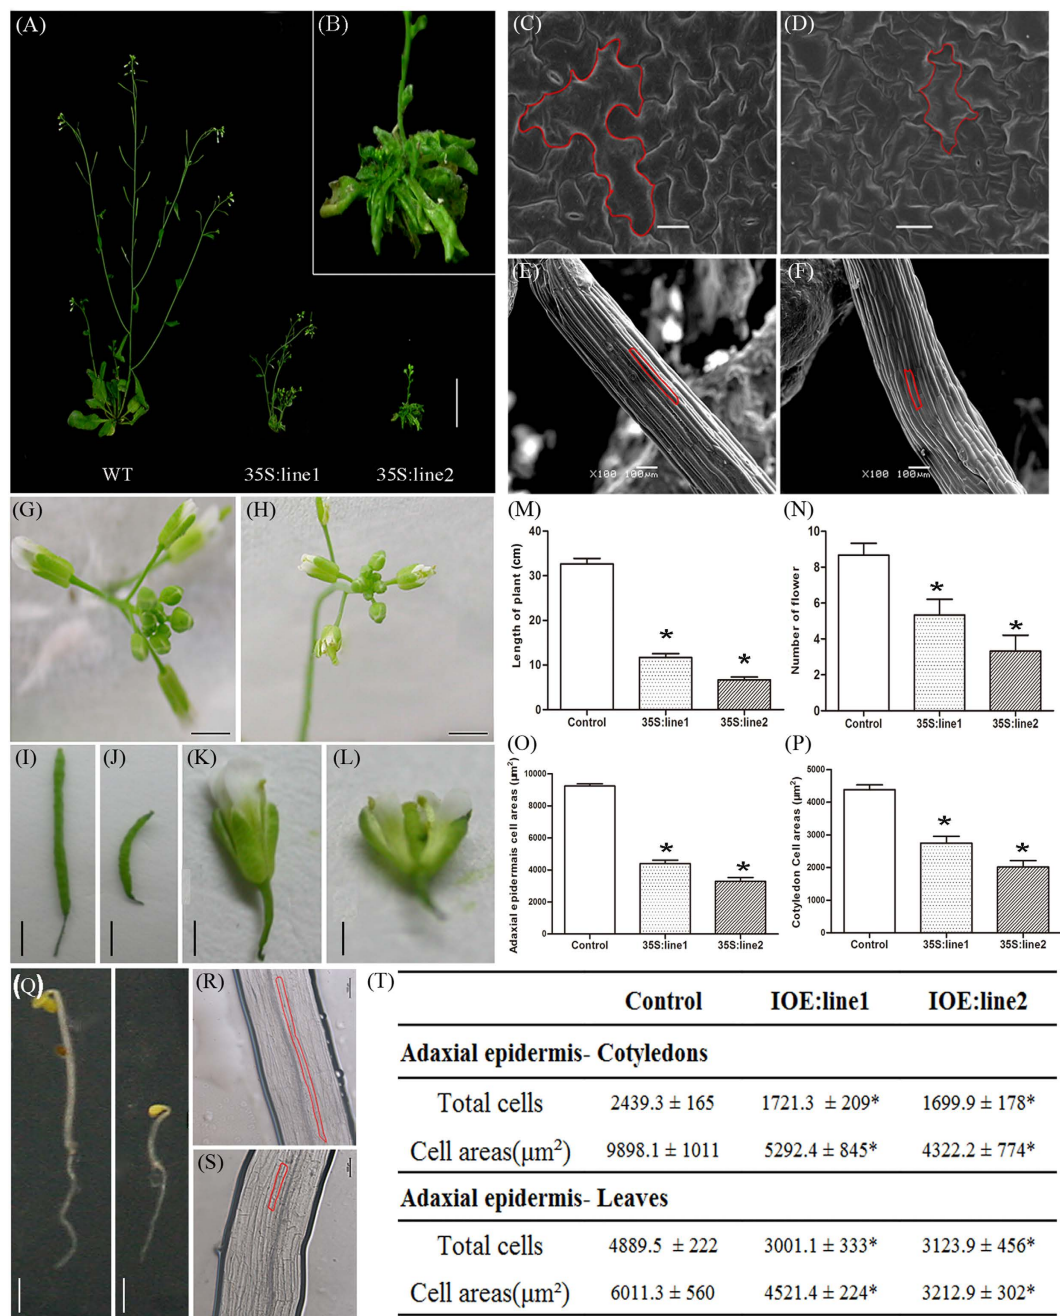 (A)
(B)
WT
35S:line1
35S:line2
(C)
(D)
(E)
X100 100μm
(F)
X100 100μm
(G)
(H)
(I)
(J)
(K)
(L)
(M)
Length of plant (cm)
40
30
20
10
0
*
*
Control
35S:line1
35S:line2
(N)
Number of flower
10
8
6
4
2
0
*
*
Control
35S:line1
35S:line2
(O)
Adaxial epidermais cell areas (μm²)
10000
8000
6000
4000
2000
0
*
*
Control
35S:line1
35S:line2
(P)
Cotyledon Cell areas (μm²)
5000
4000
3000
2000
1000
0
*
*
Control
35S:line1
35S:line2
(Q)
(R)
(S)
(T)
Control IOE:line1 IOE:line2
Adaxial epidermis- Cotyledons
Total cells 2439.3 ± 165 1721.3 ± 209* 1699.9 ± 178*
Cell areas(μm²) 9898.1 ± 1011 5292.4 ± 845* 4322.2 ± 774*
Adaxial epidermis- Leaves
Total cells 4889.5 ± 222 3001.1 ± 333* 3123.9 ± 456*
Cell areas(μm²) 6011.3 ± 560 4521.4 ± 224* 3212.9 ± 302*